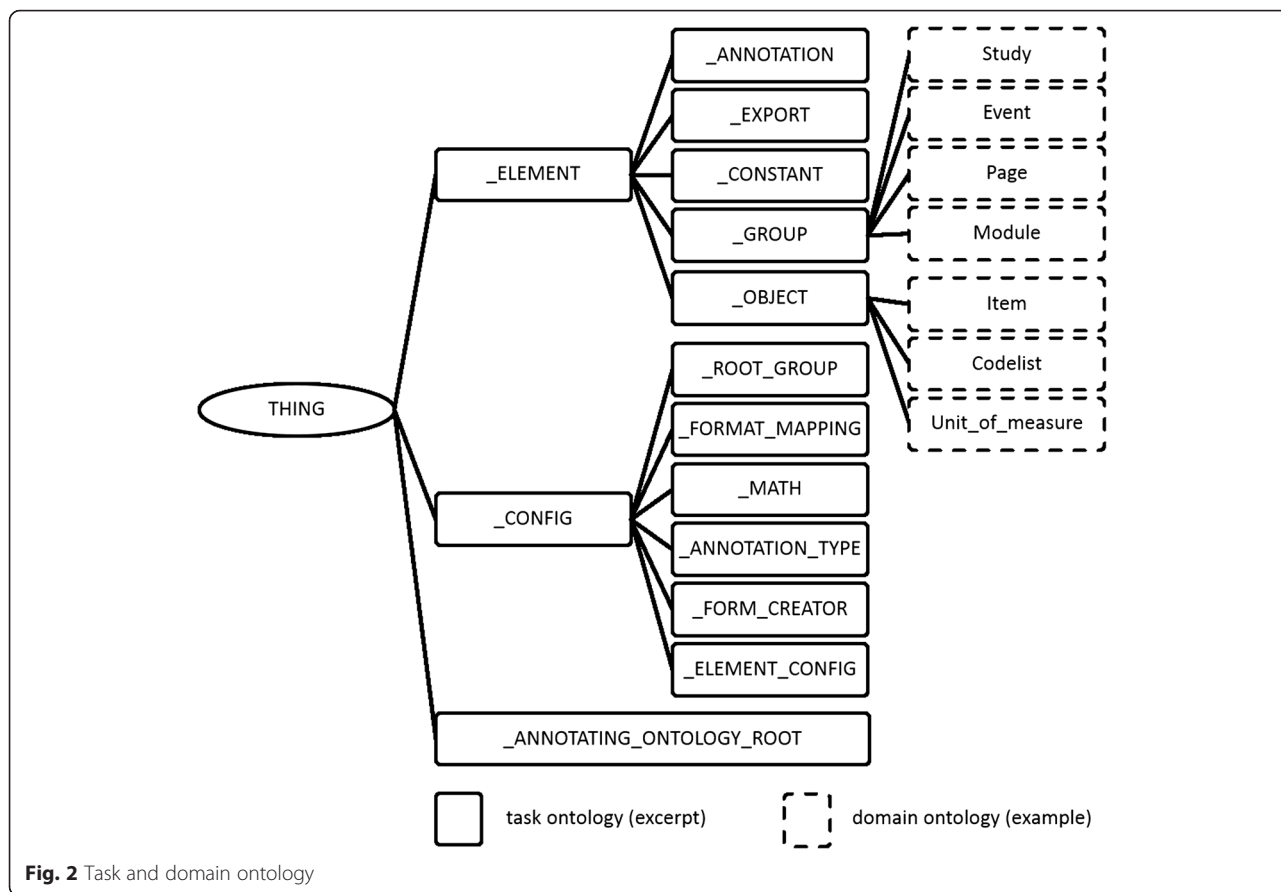 THING
_ELEMENT
_ANNOTATION
_EXPORT
_CONSTANT
_GROUP
_OBJECT
Study
Event
Page
Module
Item
Codelist
Unit_of_measure
_CONFIG
_ROOT_GROUP
_FORMAT_MAPPING
_MATH
_ANNOTATION_TYPE
_FORM_CREATOR
_ELEMENT_CONFIG
_ANNOTATING_ONTOLOGY_ROOT
task ontology (excerpt)
domain ontology (example)
Fig. 2 Task and domain ontology